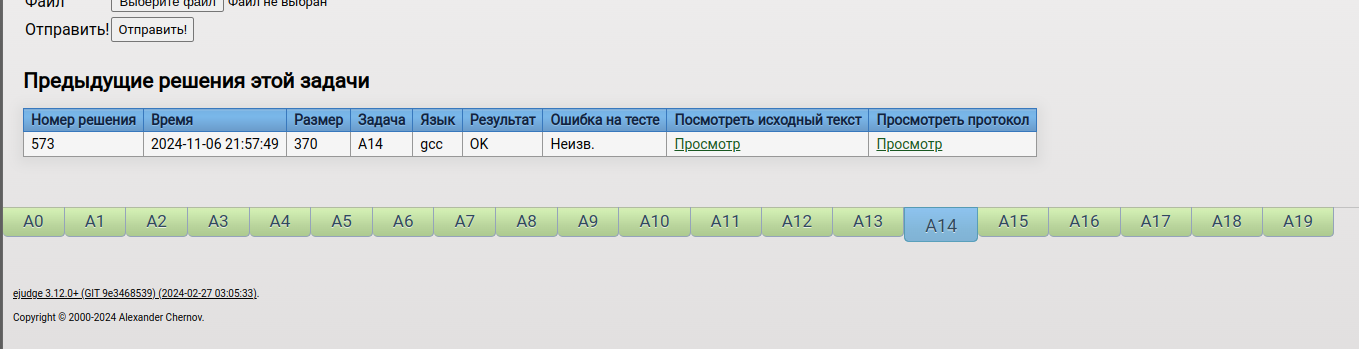 Файл Выберите файл Файл не выбран
Отправить! Отправить!
Предыдущие решения этой задачи
Номер решения Время Размер Задача Язык Результат Ошибка на тесте Посмотреть исходный текст Просмотреть протокол
573 2024-11-06 21:57:49 370 A14 gcc OK Неизв. Просмотр Просмотр
A0 A1 A2 A3 A4 A5 A6 A7 A8 A9 A10 A11 A12 A13 A14 A15 A16 A17 A18 A19
ejudge 3.12.0+ (GIT 9e3468539) (2024-02-27 03:05:33).
Copyright © 2000-2024 Alexander Chernov.